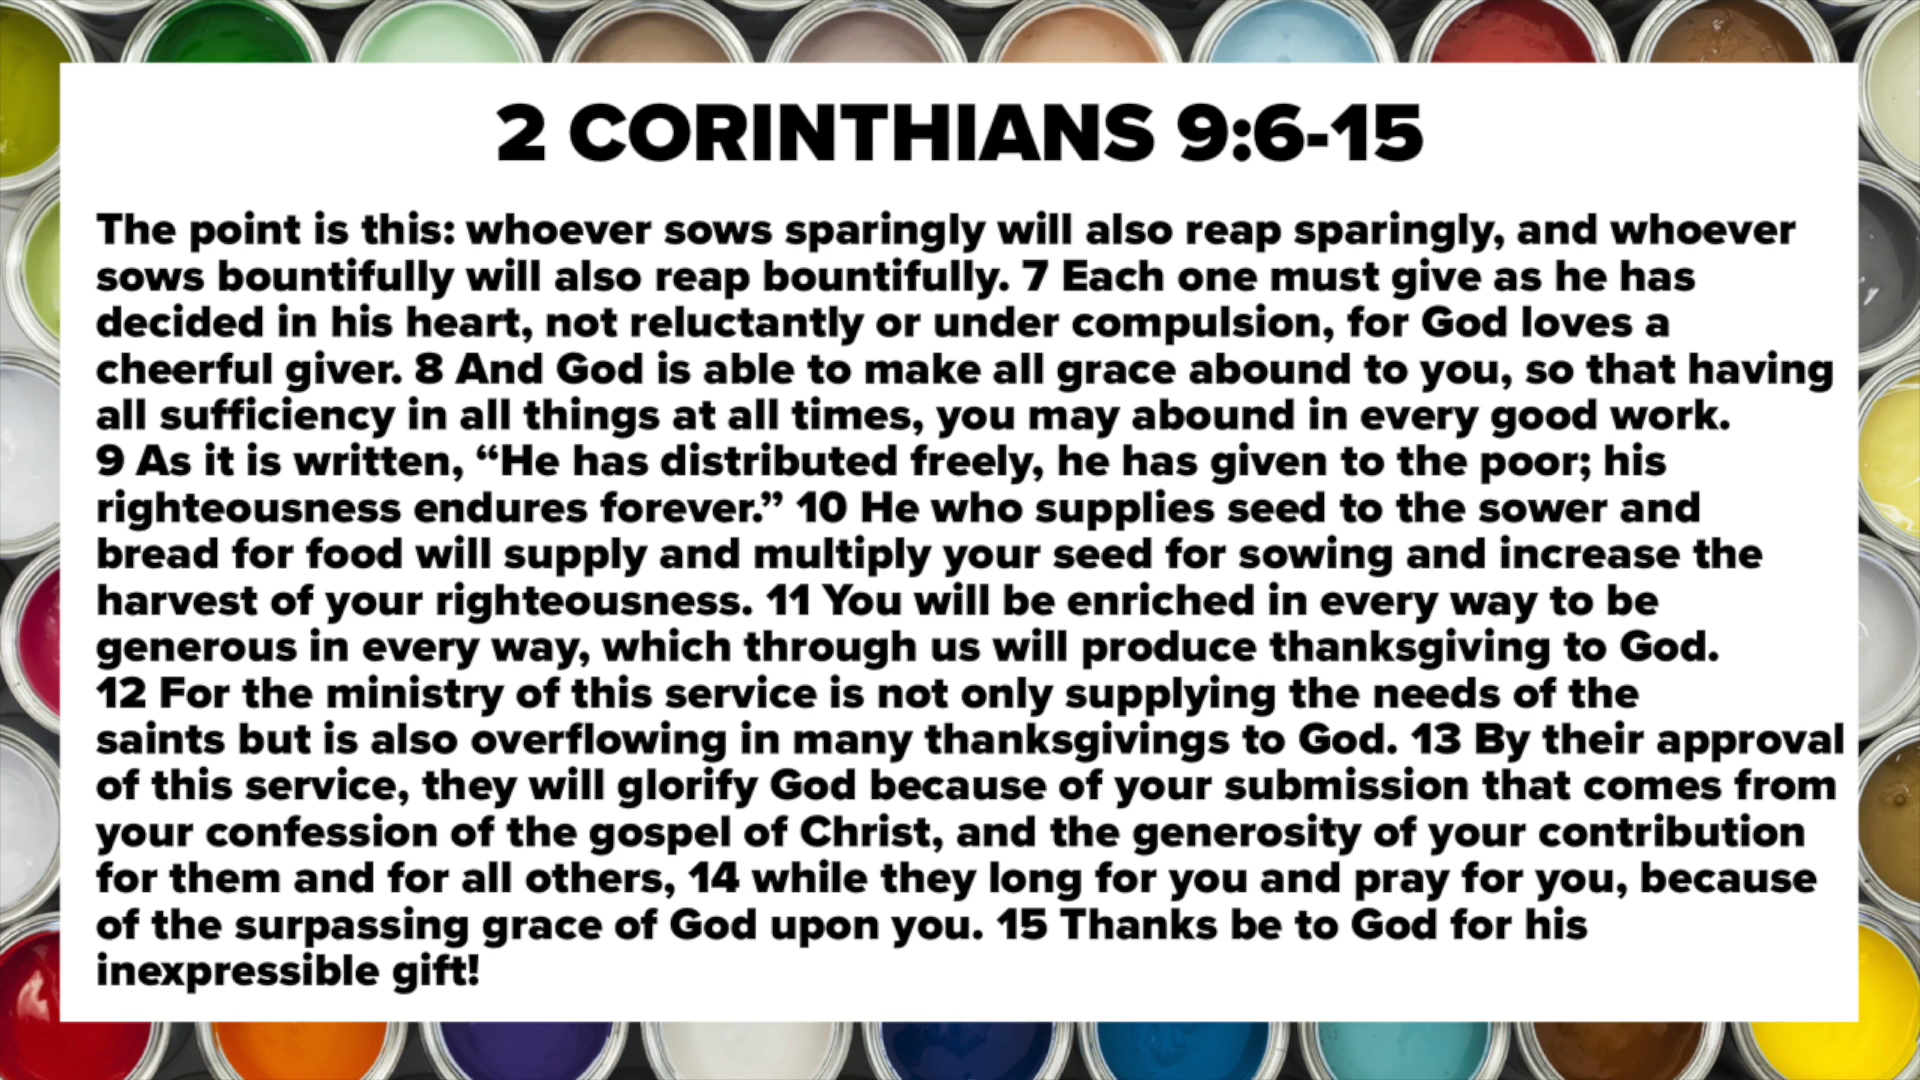 2 CORINTHIANS 9:6-15
The point is this: whoever sows sparingly will also reap sparingly, and whoever
sows bountifully will also reap bountifully. 7 Each one must give as he has
decided in his heart, not reluctantly or under compulsion, for God loves a
cheerful giver. 8 And God is able to make all grace abound to you, so that having
all sufficiency in all things at all times, you may abound in every good work.
9 As it is written, “He has distributed freely, he has given to the poor; his
righteousness endures forever.” 10 He who supplies seed to the sower and
bread for food will supply and multiply your seed for sowing and increase the
harvest of your righteousness. 11 You will be enriched in every way to be
generous in every way, which through us will produce thanksgiving to God.
12 For the ministry of this service is not only supplying the needs of the
saints but is also overflowing in many thanksgivings to God. 13 By their approval
of this service, they will glorify God because of your submission that comes from
your confession of the gospel of Christ, and the generosity of your contribution
for them and for all others, 14 while they long for you and pray for you, because
of the surpassing grace of God upon you. 15 Thanks be to God for his
inexpressible gift!